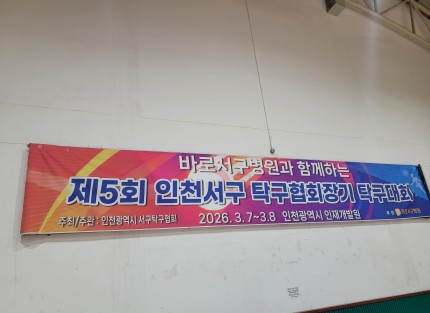 바로서구병원과 함께하는
제5회 인천서구 탁구협회장기 탁구대회
주최/주관 : 인천광역시 서구탁구협회 2026. 3. 7~3.8 인천광역시 인재개발원